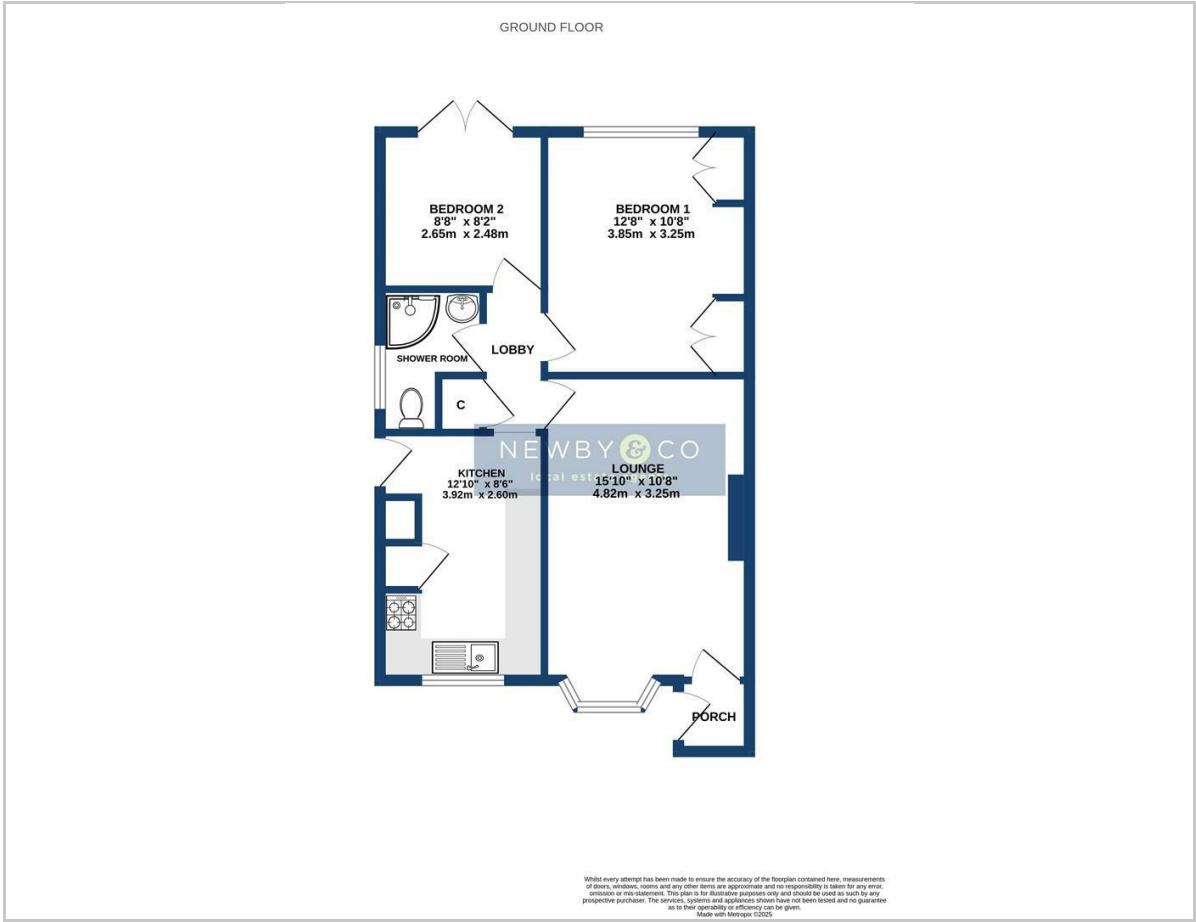 GROUND FLOOR
BEDROOM 2
8'8" x 8'2"
2.65m x 2.48m
BEDROOM 1
12'8" x 10'8"
3.85m x 3.25m
LOBBY
SHOWER ROOM
C
NEWBY & CO
local estate
KITCHEN
12'10" x 8'6"
3.92m x 2.60m
LOUNGE
15'10" x 10'8"
4.82m x 3.25m
PORCH
Whilst every attempt has been made to ensure the accuracy of the floorplan contained here, measurements
of doors, windows, rooms and any other items are approximate and no responsibility is taken for any error,
omission or mis-statement. This plan is for illustrative purposes only and should be used as such by any
prospective purchaser. The services, systems and appliances shown have not been tested and no guarantee
as to their operability or efficiency can be given.
Made with Metropix ©2025